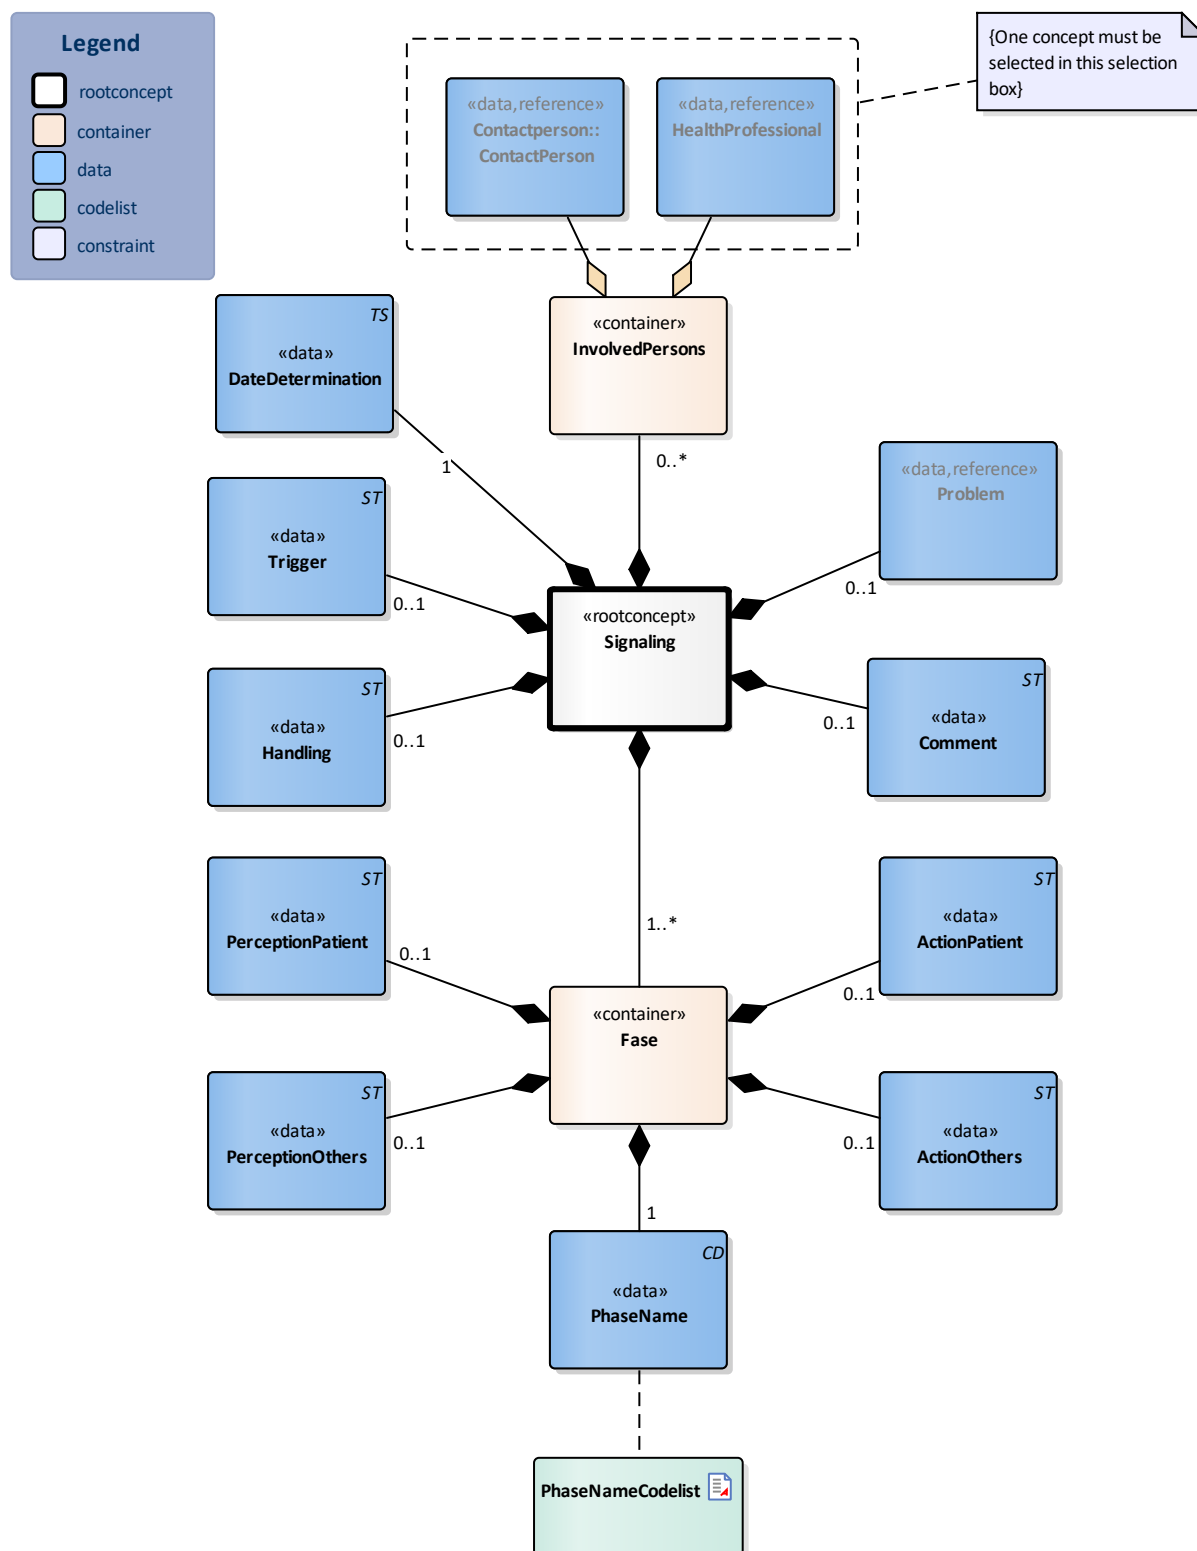 Legend
rootconcept
container
data
codelist
constraint
{One concept must be
selected in this selection
box}
«data,reference»
Contactperson::
ContactPerson
«data,reference»
HealthProfessional
«container»
InvolvedPersons
0..*
TS
«data»
DateDetermination
1
ST
«data»
Trigger
0..1
«data,reference»
Problem
0..1
«rootconcept»
Signaling
ST
«data»
Handling
0..1
ST
«data»
Comment
0..1
1..*
ST
«data»
PerceptionPatient
0..1
ST
«data»
ActionPatient
0..1
«container»
Fase
ST
«data»
PerceptionOthers
0..1
ST
«data»
ActionOthers
0..1
1
CD
«data»
PhaseName
PhaseNameCodelist